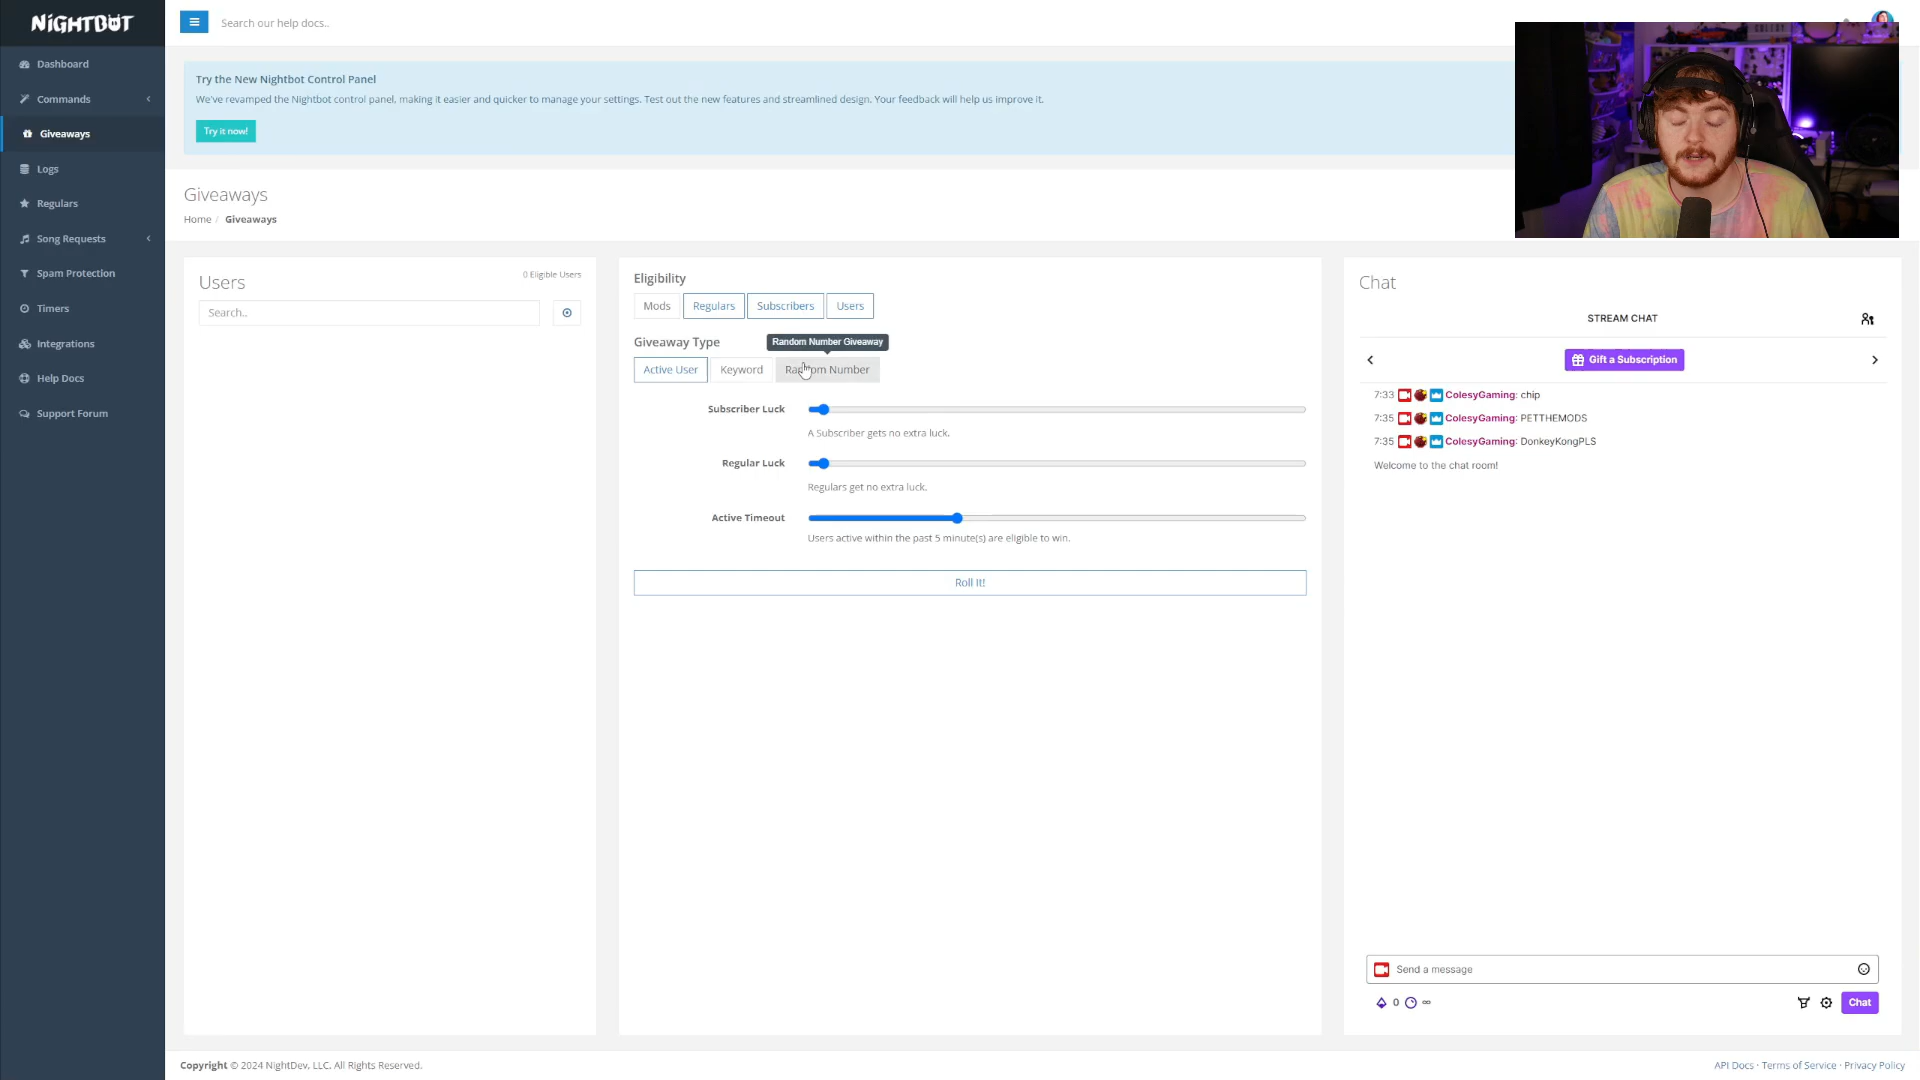 NiGHTBOT
Search our help docs..
Dashboard
Commands
Giveaways
Logs
Regulars
Song Requests
Spam Protection
Timers
Integrations
Help Docs
Support Forum
Try the New Nightbot Control Panel
We've revamped the Nightbot control panel, making it easier and quicker to manage your settings. Test out the new features and streamlined design. Your feedback will help us improve it.
Try it now!
Giveaways
Home / Giveaways
Users
0 Eligible Users
Search..
Eligibility
Mods Regulars Subscribers Users
Giveaway Type
Random Number Giveaway
Active User Keyword Random Number
Subscriber Luck
A Subscriber gets no extra luck.
Regular Luck
Regulars get no extra luck.
Active Timeout
Users active within the past 5 minute(s) are eligible to win.
Roll It!
Chat
STREAM CHAT
Gift a Subscription
7:33 ColesyGaming: chip
7:35 ColesyGaming: PETTHEMODS
7:35 ColesyGaming: DonkeyKongPLS
Welcome to the chat room!
Send a message
0 ∞
Chat
Copyright © 2024 NightDev, LLC. All Rights Reserved.
API Docs · Terms of Service · Privacy Policy